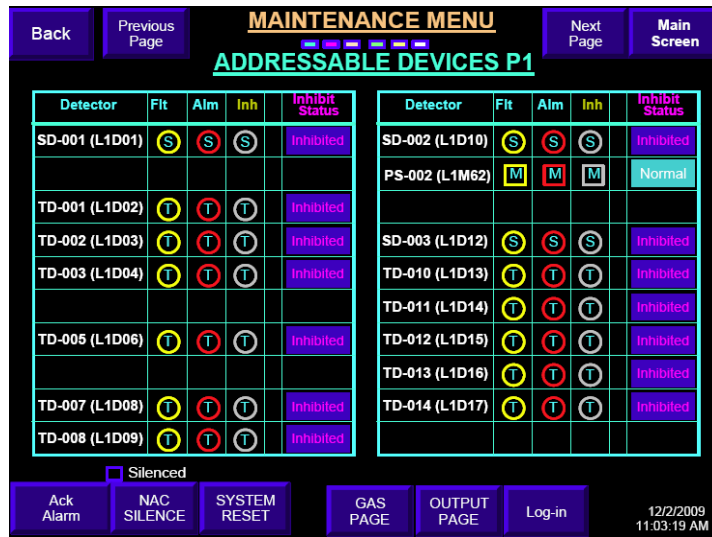 Back
Previous
Page
MAINTENANCE MENU
Next
Page
Main
Screen
ADDRESSABLE DEVICES P1
Detector Flt Alm Inh Inhibit Status
SD-001 (L1D01) S S S Inhibited
TD-001 (L1D02) T T T Inhibited
TD-002 (L1D03) T T T Inhibited
TD-003 (L1D04) T T T Inhibited
TD-005 (L1D06) T T T Inhibited
TD-007 (L1D08) T T T Inhibited
TD-008 (L1D09) T T T Inhibited
Detector Flt Alm Inh Inhibit Status
SD-002 (L1D10) S S S Inhibited
PS-002 (L1M62) M M M Normal
SD-003 (L1D12) S S S Inhibited
TD-010 (L1D13) T T T Inhibited
TD-011 (L1D14) T T T Inhibited
TD-012 (L1D15) T T T Inhibited
TD-013 (L1D16) T T T Inhibited
TD-014 (L1D17) T T T Inhibited
Silenced
Ack
Alarm
NAC
SILENCE
SYSTEM
RESET
GAS
PAGE
OUTPUT
PAGE
Log-in
12/2/2009
11:03:19 AM